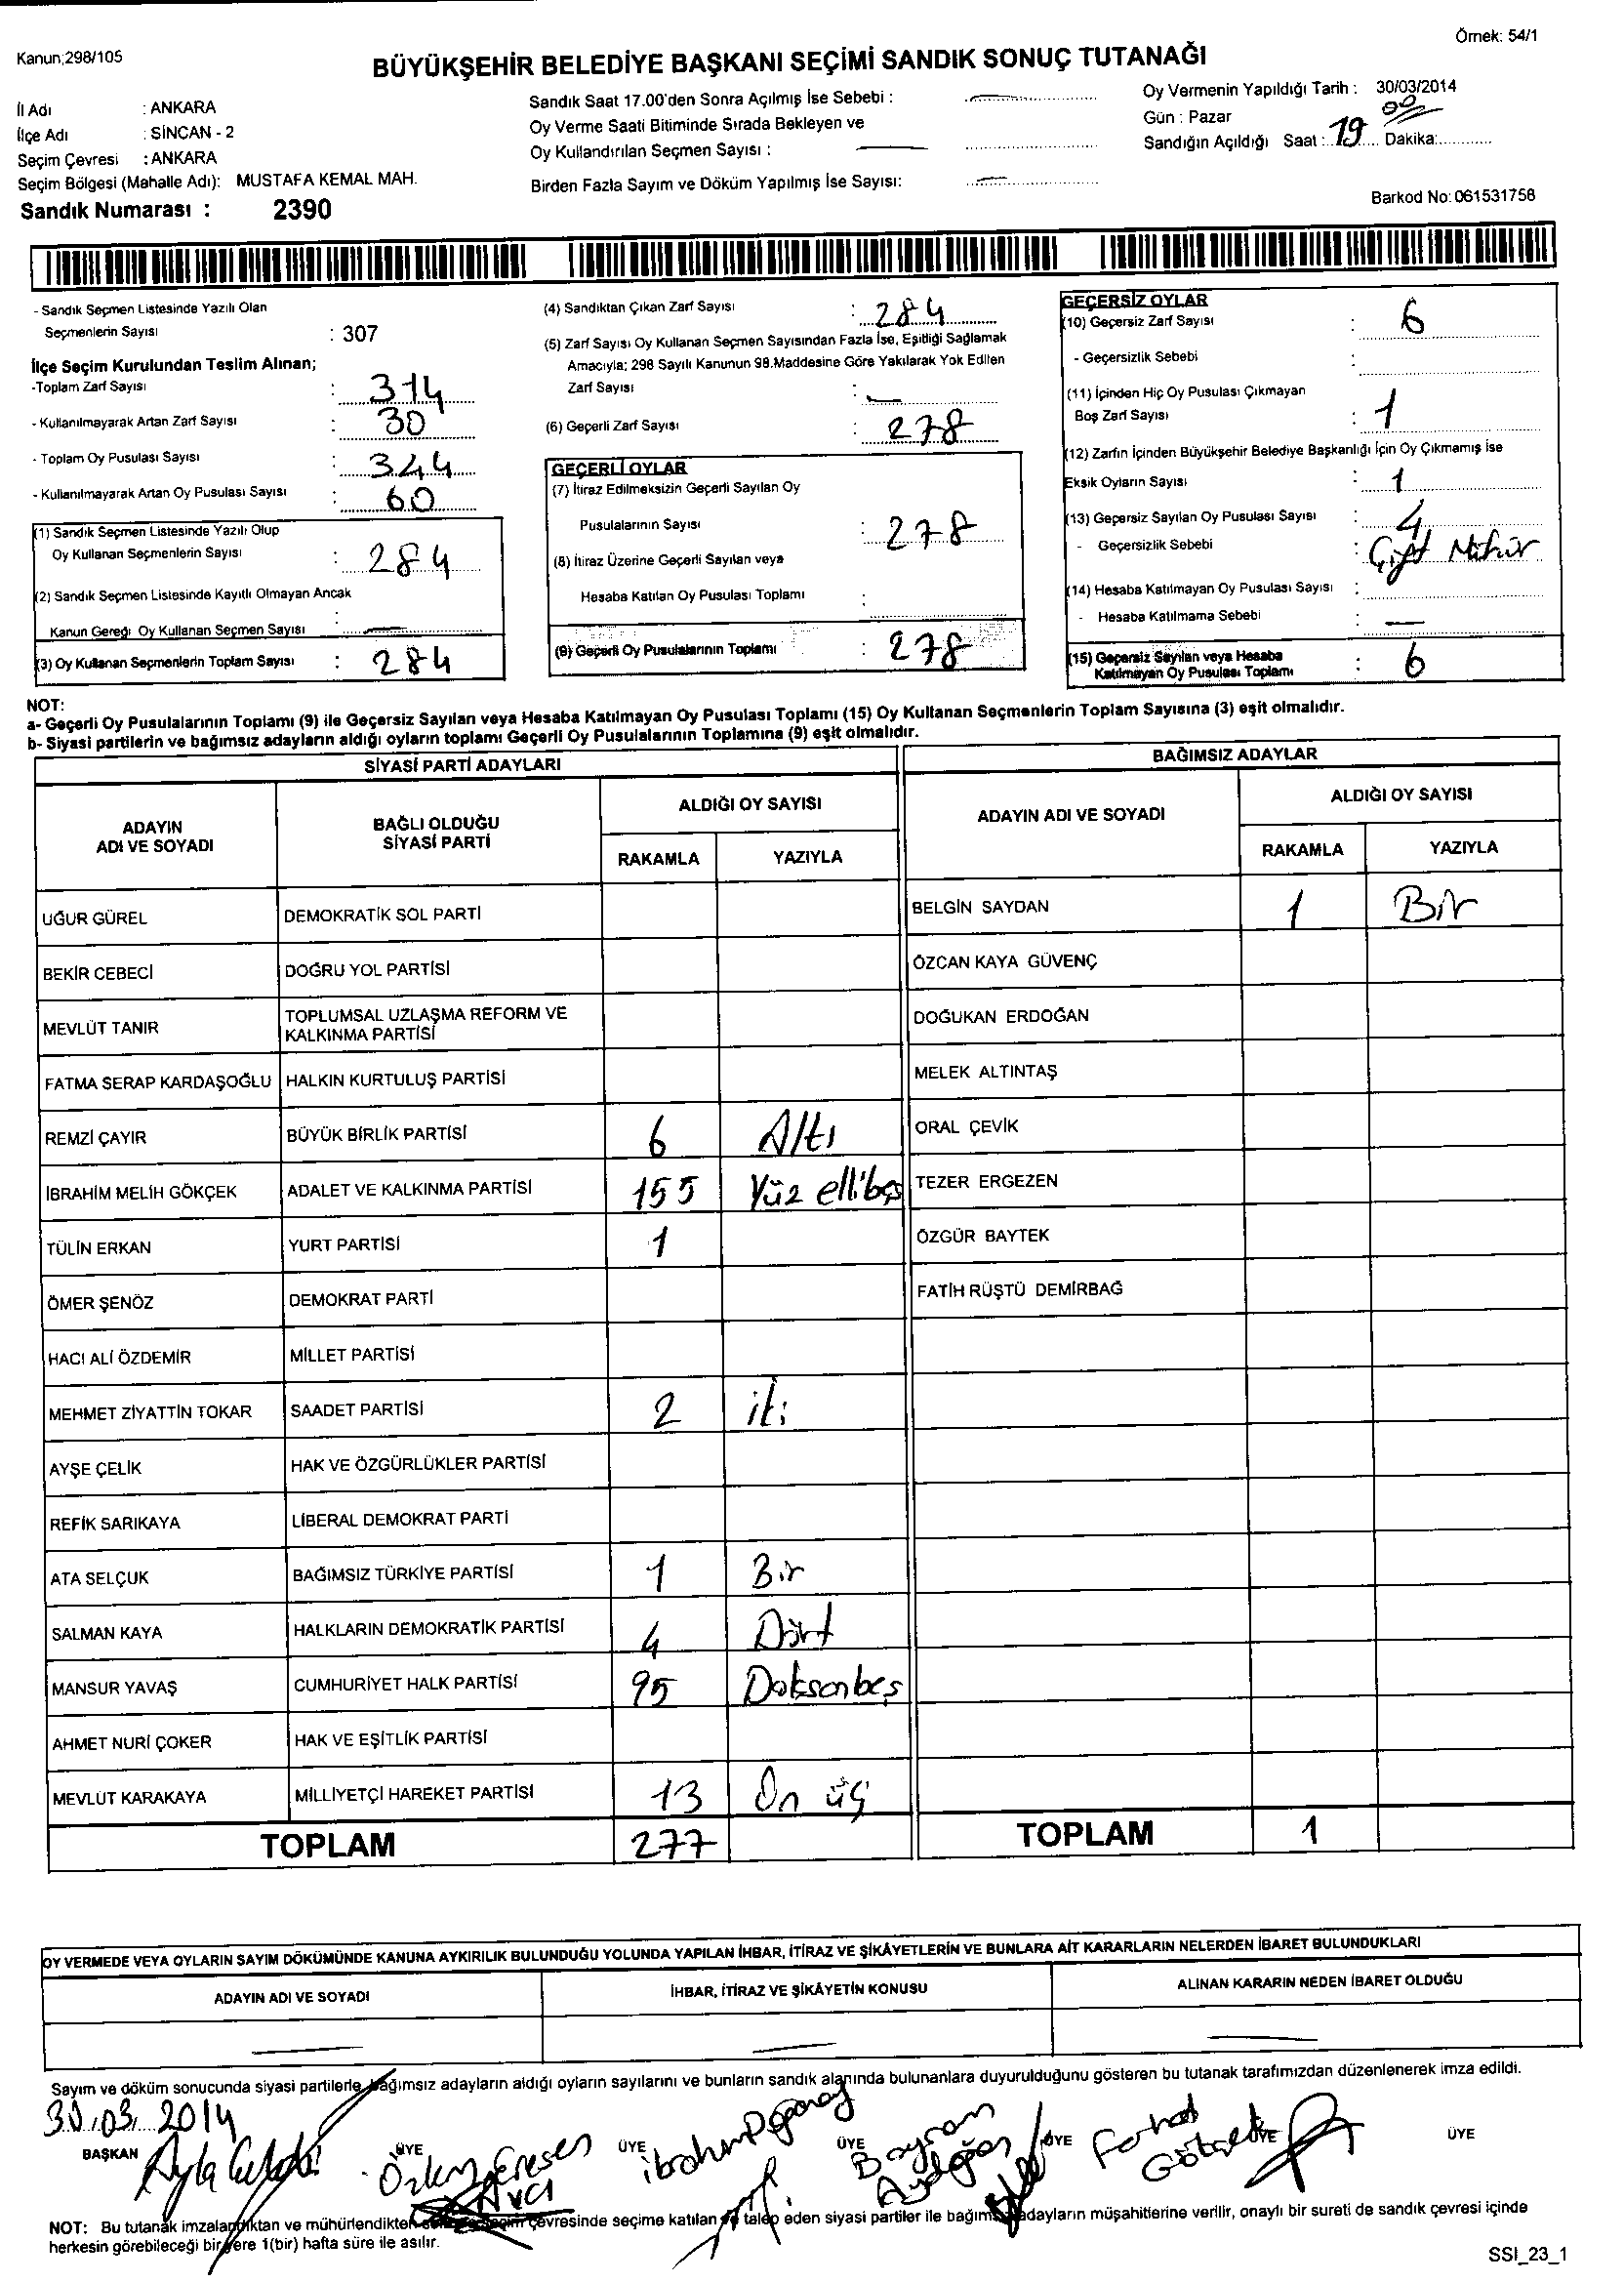 Örnek: 54/1
Kanun;298/105
BÜYÜKŞEHİR BELEDİYE BAŞKANI SEÇİMİ SANDIK SONUÇ TUTANAĞI
İl Adı : ANKARA
İlçe Adı : SİNCAN - 2
Seçim Çevresi : ANKARA
Seçim Bölgesi (Mahalle Adı): MUSTAFA KEMAL MAH.
Sandık Numarası : 2390
Sandık Saat 17.00'den Sonra Açılmış İse Sebebi :
Oy Verme Saati Bitiminde Sırada Bekleyen ve
Oy Kullandırılan Seçmen Sayısı :
Birden Fazla Sayım ve Döküm Yapılmış İse Sayısı:
Oy Vermenin Yapıldığı Tarih : 30/03/2014
Gün : Pazar
Sandığın Açıldığı Saat : 19 Dakika: 00
Barkod No: 061531758
- Sandık Seçmen Listesinde Yazılı Olan
Seçmenlerin Sayısı : 307
İlçe Seçim Kurulundan Teslim Alınan;
-Toplam Zarf Sayısı : 314
- Kullanılmayarak Artan Zarf Sayısı : 30
- Toplam Oy Pusulası Sayısı : 344
- Kullanılmayarak Artan Oy Pusulası Sayısı : 60
(1) Sandık Seçmen Listesinde Yazılı Olup
Oy Kullanan Seçmenlerin Sayısı : 284
(2) Sandık Seçmen Listesinde Kayıtlı Olmayan Ancak
Kanun Gereği Oy Kullanan Seçmen Sayısı : —
(3) Oy Kullanan Seçmenlerin Toplam Sayısı : 284
(4) Sandıktan Çıkan Zarf Sayısı : 284
(5) Zarf Sayısı Oy Kullanan Seçmen Sayısından Fazla İse, Eşitliği Sağlamak
Amacıyla; 298 Sayılı Kanunun 98.Maddesine Göre Yakılarak Yok Edilen
Zarf Sayısı : —
(6) Geçerli Zarf Sayısı : 278
GEÇERLİ OYLAR
(7) İtiraz Edilmeksizin Geçerli Sayılan Oy
Pusulalarının Sayısı : 278
(8) İtiraz Üzerine Geçerli Sayılan veya
Hesaba Katılan Oy Pusulası Toplamı :
(9) Geçerli Oy Pusulalarının Toplamı : 278
GEÇERSİZ OYLAR
(10) Geçersiz Zarf Sayısı : 6
- Geçersizlik Sebebi :
(11) İçinden Hiç Oy Pusulası Çıkmayan
Boş Zarf Sayısı : 1
(12) Zarfın İçinden Büyükşehir Belediye Başkanlığı İçin Oy Çıkmamış İse
Eksik Oyların Sayısı : 1
(13) Geçersiz Sayılan Oy Pusulası Sayısı : 4
- Geçersizlik Sebebi : Çift Mühür
(14) Hesaba Katılmayan Oy Pusulası Sayısı :
- Hesaba Katılmama Sebebi : —
(15) Geçersiz Sayılan veya Hesaba
Katılmayan Oy Pusulası Toplamı : 6
NOT:
a- Geçerli Oy Pusulalarının Toplamı (9) ile Geçersiz Sayılan veya Hesaba Katılmayan Oy Pusulası Toplamı (15) Oy Kullanan Seçmenlerin Toplam Sayısına (3) eşit olmalıdır.
b- Siyasi partilerin ve bağımsız adayların aldığı oyların toplamı Geçerli Oy Pusulalarının Toplamına (9) eşit olmalıdır.
SİYASİ PARTİ ADAYLARI
ADAYIN ADI VE SOYADI
BAĞLI OLDUĞU SİYASİ PARTİ
ALDIĞI OY SAYISI
RAKAMLA YAZIYLA
UĞUR GÜREL DEMOKRATİK SOL PARTİ
BEKİR CEBECİ DOĞRU YOL PARTİSİ
MEVLÜT TANIR TOPLUMSAL UZLAŞMA REFORM VE KALKINMA PARTİSİ
FATMA SERAP KARDAŞOĞLU HALKIN KURTULUŞ PARTİSİ
REMZİ ÇAYIR BÜYÜK BİRLİK PARTİSİ 6 Altı
İBRAHİM MELİH GÖKÇEK ADALET VE KALKINMA PARTİSİ 155 Yüz ellibeş
TÜLİN ERKAN YURT PARTİSİ 1
ÖMER ŞENÖZ DEMOKRAT PARTİ
HACI ALİ ÖZDEMİR MİLLET PARTİSİ
MEHMET ZİYATTİN TOKAR SAADET PARTİSİ 2 iki
AYŞE ÇELİK HAK VE ÖZGÜRLÜKLER PARTİSİ
REFİK SARIKAYA LİBERAL DEMOKRAT PARTİ
ATA SELÇUK BAĞIMSIZ TÜRKİYE PARTİSİ 1 Bir
SALMAN KAYA HALKLARIN DEMOKRATİK PARTİSİ 4 Dört
MANSUR YAVAŞ CUMHURİYET HALK PARTİSİ 95 Doksanbeş
AHMET NURİ ÇOKER HAK VE EŞİTLİK PARTİSİ
MEVLÜT KARAKAYA MİLLİYETÇİ HAREKET PARTİSİ 13 On üç
TOPLAM 277
BAĞIMSIZ ADAYLAR
ADAYIN ADI VE SOYADI
ALDIĞI OY SAYISI
RAKAMLA YAZIYLA
BELGİN SAYDAN 1 Bir
ÖZCAN KAYA GÜVENÇ
DOĞUKAN ERDOĞAN
MELEK ALTINTAŞ
ORAL ÇEVİK
TEZER ERGEZEN
ÖZGÜR BAYTEK
FATİH RÜŞTÜ DEMİRBAĞ
TOPLAM 1
OY VERMEDE VEYA OYLARIN SAYIM DÖKÜMÜNDE KANUNA AYKIRILIK BULUNDUĞU YOLUNDA YAPILAN İHBAR, İTİRAZ VE ŞİKÂYETLERİN VE BUNLARA AİT KARARLARIN NELERDEN İBARET BULUNDUKLARI
ADAYIN ADI VE SOYADI İHBAR, İTİRAZ VE ŞİKÂYETİN KONUSU ALINAN KARARIN NEDEN İBARET OLDUĞU
— — —
Sayım ve döküm sonucunda siyasi partilerle, bağımsız adayların aldığı oyların sayılarını ve bunların sandık alanında bulunanlara duyurulduğunu gösteren bu tutanak tarafımızdan düzenlenerek imza edildi.
30.03.2014
BAŞKAN ÜYE ÜYE ÜYE ÜYE ÜYE ÜYE
Ayla
Avcı
İbrahim
Bayram
NOT: Bu tutanak imzalandıktan ve mühürlendikten çevresinde seçime katılan ve talep eden siyasi partiler ile bağımsız adayların müşahitlerine verilir, onaylı bir sureti de sandık çevresi içinde
herkesin görebileceği bir yere 1(bir) hafta süre ile asılır.
SSI_23_1